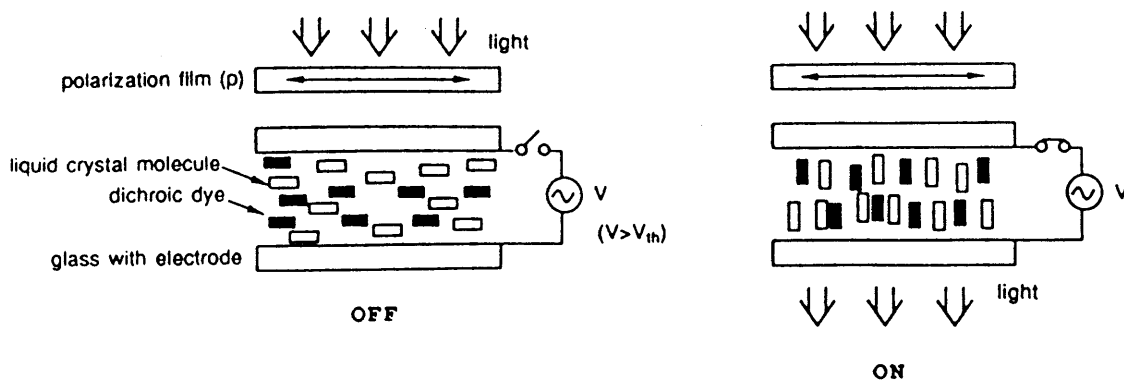 light
polarization film (p)
liquid crystal molecule
dichroic dye
V
(V>Vth)
glass with electrode
OFF
V
light
ON